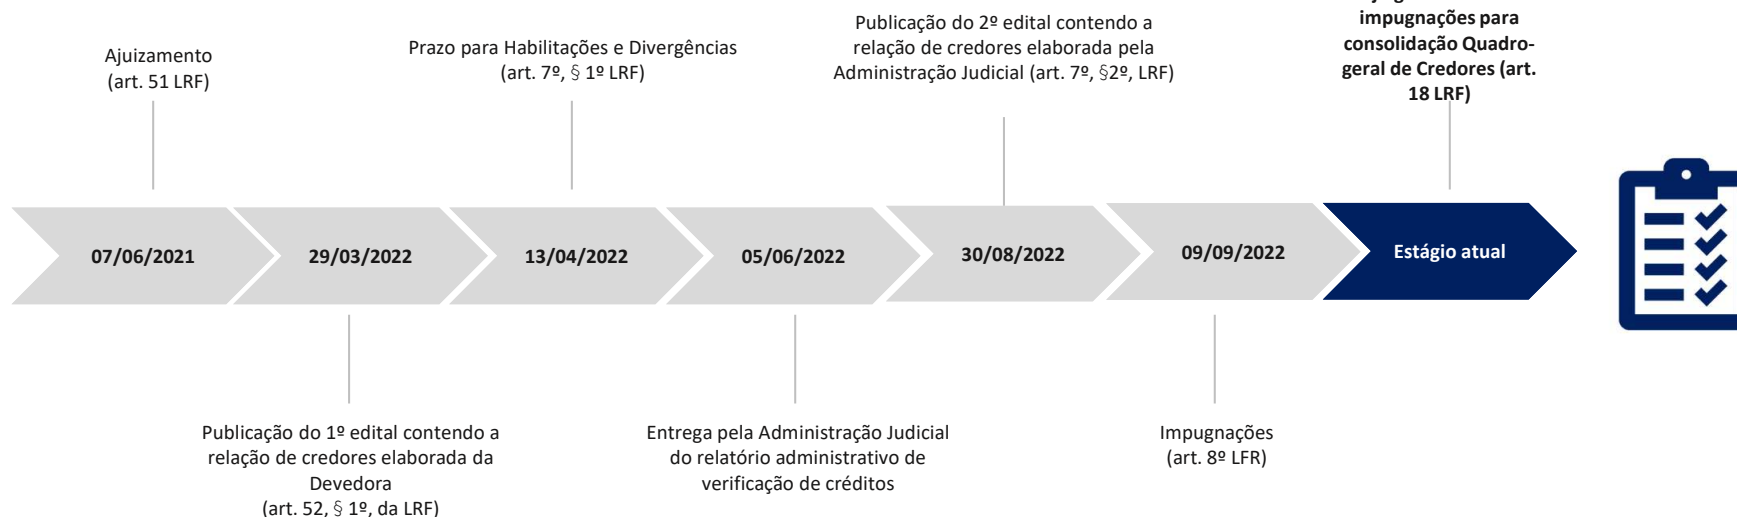 Ajuizamento
(art. 51 LRF)
Prazo para Habilitações e Divergências
(art. 7º, § 1º LRF)
Publicação do 2º edital contendo a
relação de credores elaborada pela
Administração Judicial (art. 7º, §2º, LRF)
impugnações para
consolidação Quadro-
geral de Credores (art.
18 LRF)
07/06/2021
29/03/2022
13/04/2022
05/06/2022
30/08/2022
09/09/2022
Estágio atual
Publicação do 1º edital contendo a
relação de credores elaborada da
Devedora
(art. 52, § 1º, da LRF)
Entrega pela Administração Judicial
do relatório administrativo de
verificação de créditos
Impugnações
(art. 8º LFR)